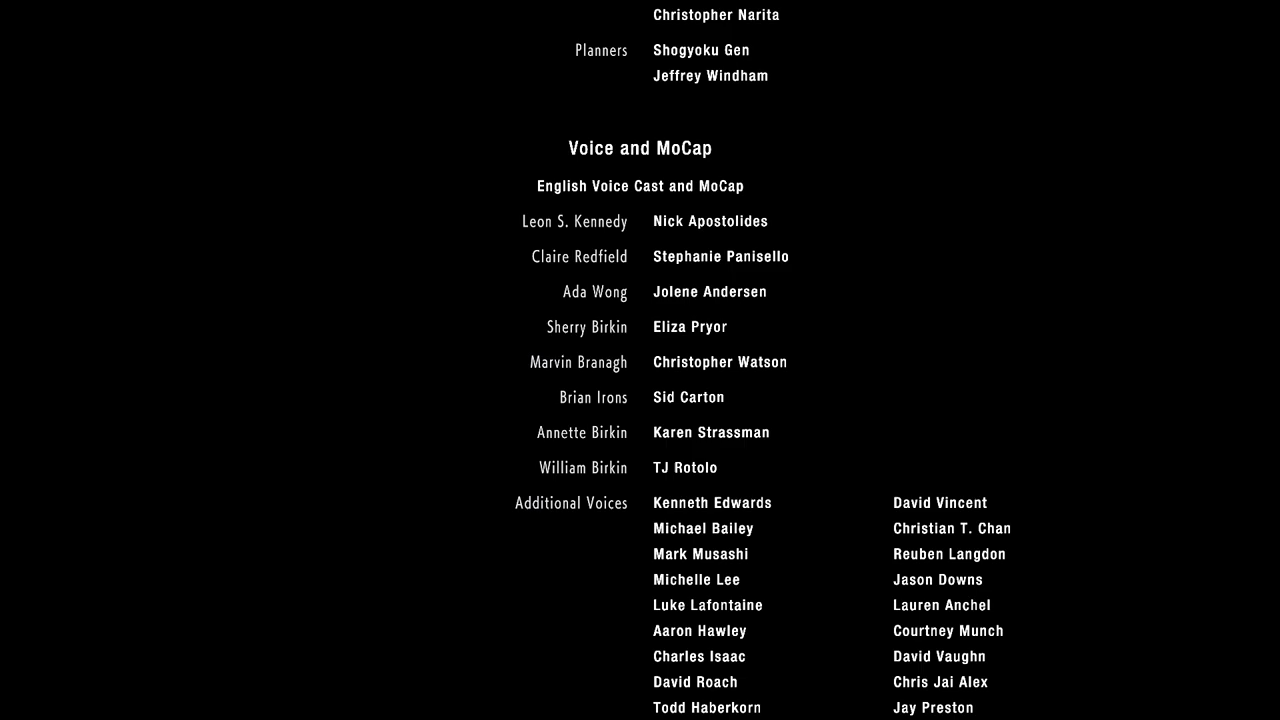 Christopher Narita
Planners Shogyoku Gen
Jeffrey Windham
Voice and MoCap
English Voice Cast and MoCap
Leon S. Kennedy Nick Apostolides
Claire Redfield Stephanie Panisello
Ada Wong Jolene Andersen
Sherry Birkin Eliza Pryor
Marvin Branagh Christopher Watson
Brian Irons Sid Carton
Annette Birkin Karen Strassman
William Birkin TJ Rotolo
Additional Voices Kenneth Edwards David Vincent
Michael Bailey Christian T. Chan
Mark Musashi Reuben Langdon
Michelle Lee Jason Downs
Luke Lafontaine Lauren Anchel
Aaron Hawley Courtney Munch
Charles Isaac David Vaughn
David Roach Chris Jai Alex
Todd Haberkorn Jay Preston